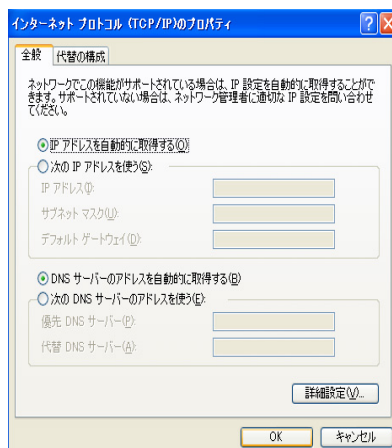 インターネット プロトコル (TCP/IP)のプロパティ
全般
代替の構成
ネットワークでこの機能がサポートされている場合は、IP 設定を自動的に取得することがで
きます。サポートされていない場合は、ネットワーク管理者に適切な IP 設定を問い合わせ
てください。
IP アドレスを自動的に取得する(O)
次の IP アドレスを使う(S):
IP アドレス(I):
サブネット マスク(U):
デフォルト ゲートウェイ(D):
DNS サーバーのアドレスを自動的に取得する(B)
次の DNS サーバーのアドレスを使う(E):
優先 DNS サーバー(P):
代替 DNS サーバー(A):
詳細設定(V)...
OK
キャンセル